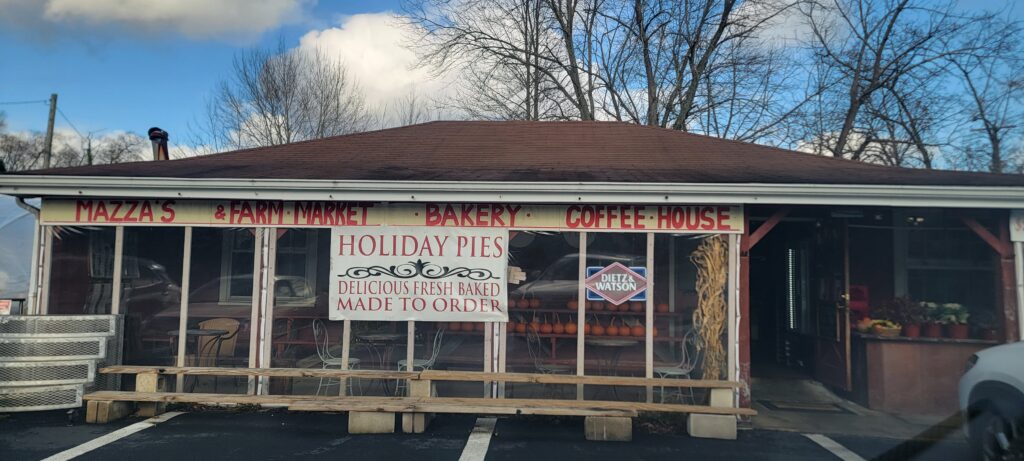 MAZZA'S & FARM · MARKET · BAKERY · COFFEE · HOUSE
HOLIDAY PIES
DELICIOUS FRESH BAKED
MADE TO ORDER
DIETZ &
WATSON